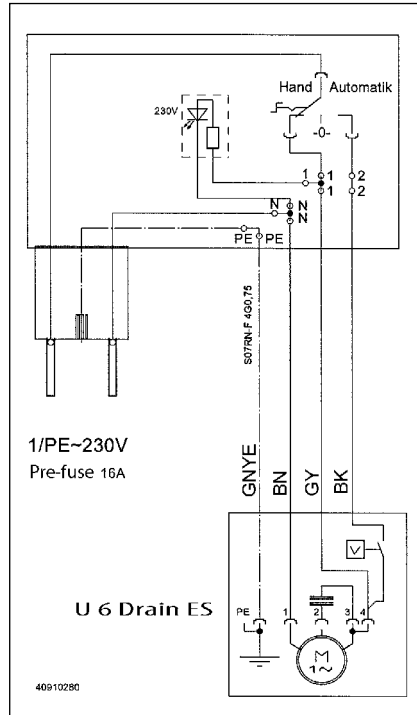 Hand Automatik
230V
-0-
1 1 2
1 2
N N
N
PE PE
S07RN-F 4G0,75
1/PE~230V
Pre-fuse 16A
GNYE BN GY BK
U 6 Drain ES
PE 1 2 3 4
M
1~
40910280